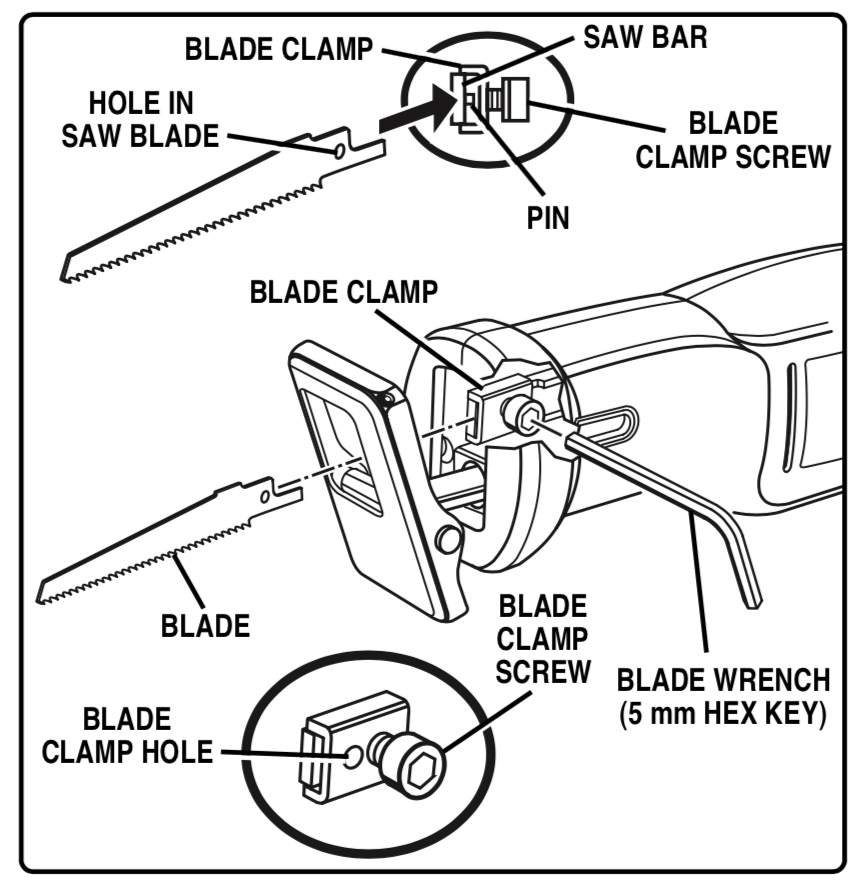 BLADE CLAMP
SAW BAR
HOLE IN
SAW BLADE
BLADE
CLAMP SCREW
PIN
BLADE CLAMP
BLADE
BLADE
CLAMP
SCREW
BLADE WRENCH
(5 mm HEX KEY)
BLADE
CLAMP HOLE